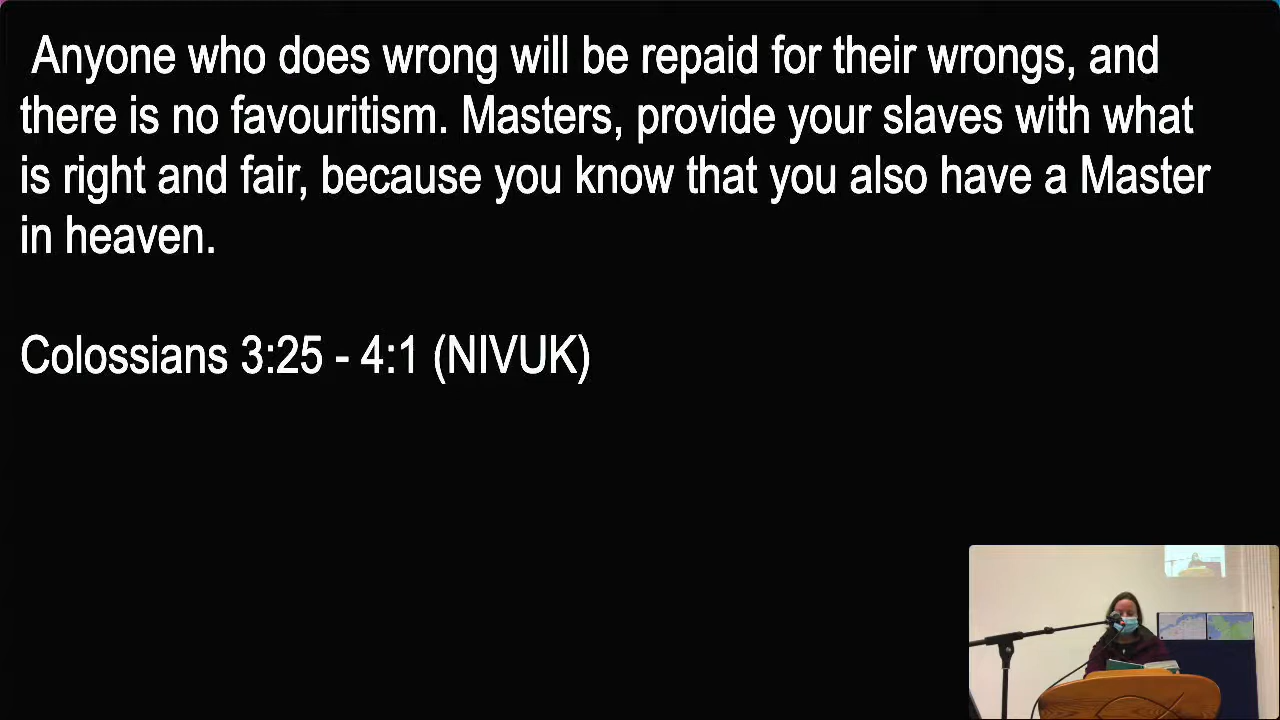 Anyone who does wrong will be repaid for their wrongs, and
there is no favouritism. Masters, provide your slaves with what
is right and fair, because you know that you also have a Master
in heaven.
Colossians 3:25 - 4:1 (NIVUK)